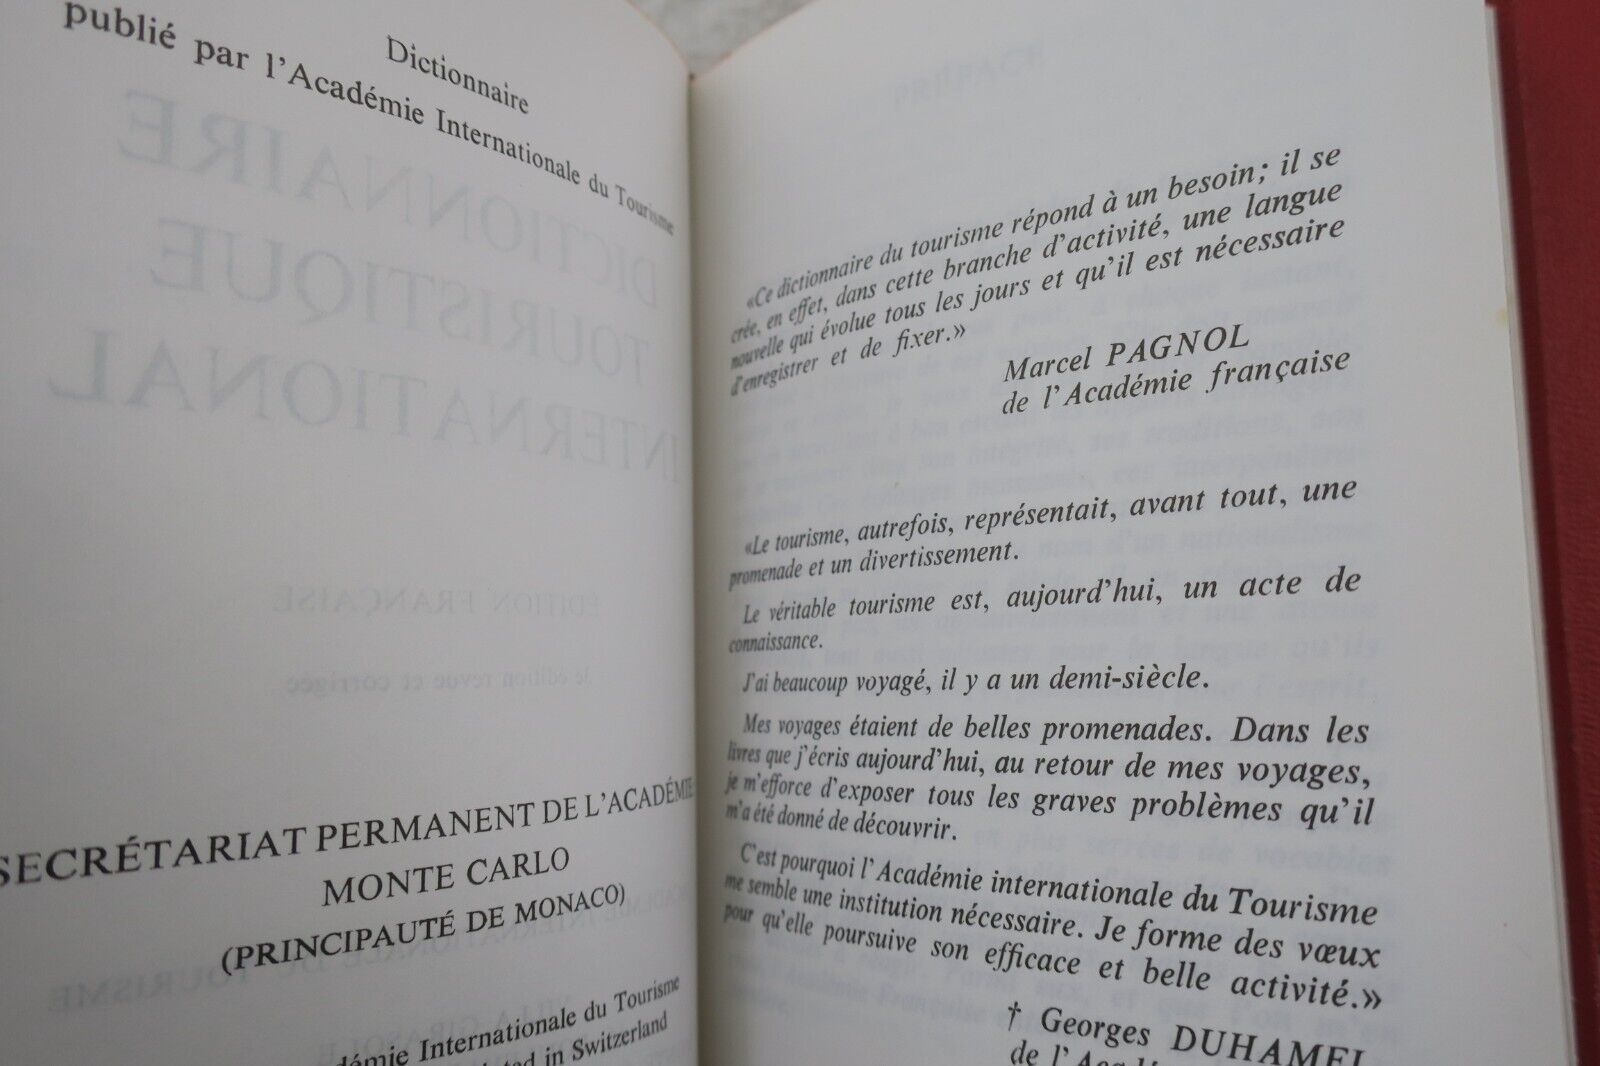 Dictionnaire
publié par l'Académie Internationale du Tourisme
SECRÉTARIAT PERMANENT DE L'ACADÉMIE
MONTE CARLO
(PRINCIPAUTÉ DE MONACO)
Internationale du Tourisme
in Switzerland
«Ce dictionnaire du tourisme répond à un besoin; il se
crée, en effet, dans cette branche d'activité, une langue
nouvelle qui évolue tous les jours et qu'il est nécessaire
d'enregistrer et de fixer.»
Marcel PAGNOL
de l'Académie française
«Le tourisme, autrefois, représentait, avant tout, une
promenade et un divertissement.
Le véritable tourisme est, aujourd'hui, un acte de
connaissance.
J'ai beaucoup voyagé, il y a un demi-siècle.
Mes voyages étaient de belles promenades. Dans les
livres que j'écris aujourd'hui, au retour de mes voyages,
je m'efforce d'exposer tous les graves problèmes qu'il
m'a été donné de découvrir.
C'est pourquoi l'Académie internationale du Tourisme
me semble une institution nécessaire. Je forme des vœux
pour qu'elle poursuive son efficace et belle activité.»
† Georges DUHAMEL
de l'